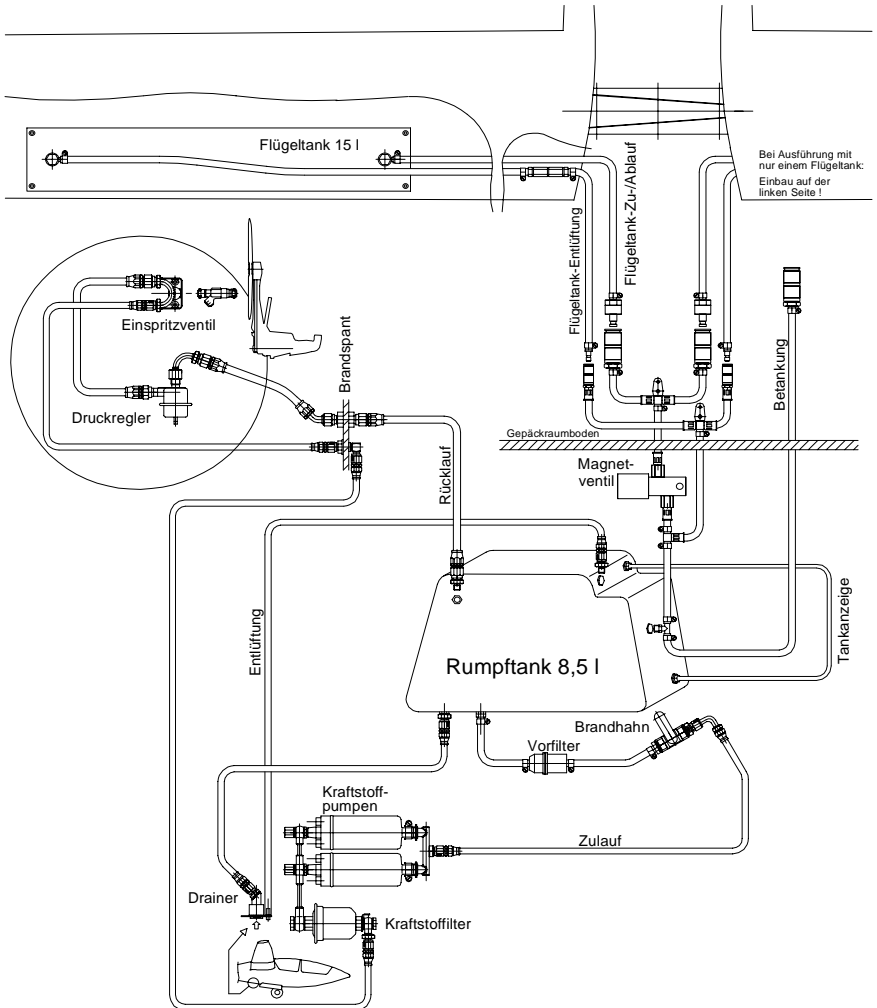 Flügeltank 15 l
Bei Ausführung mit
nur einem Flügeltank:
Einbau auf der
linken Seite !
Flügeltank-Entlüftung
Flügeltank-Zu-/Ablauf
Betankung
Einspritzventil
Brandspant
Druckregler
Gepäckraumboden
Magnet-
ventil
Rücklauf
Entlüftung
Tankanzeige
Rumpftank 8,5 l
Brandhahn
Vorfilter
Kraftstoff-
pumpen
Zulauf
Drainer
Kraftstoffilter